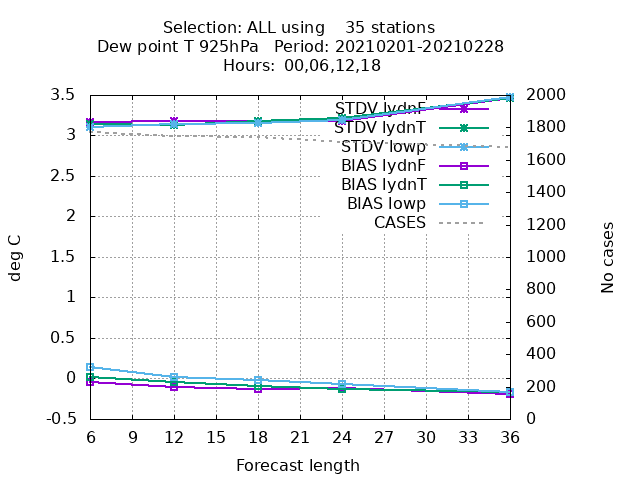 Selection: ALL using    35 stations
Dew point T 925hPa   Period: 20210201-20210228
Hours: 00,06,12,18
3.5
3
2.5
2
1.5
1
0.5
0
-0.5
deg C
STDV lydnF
STDV lydnT
STDV lowp
BIAS lydnF
BIAS lydnT
BIAS lowp
CASES
2000
1800
1600
1400
1200
1000
800
600
400
200
0
No cases
6 9 12 15 18 21 24 27 30 33 36
Forecast length